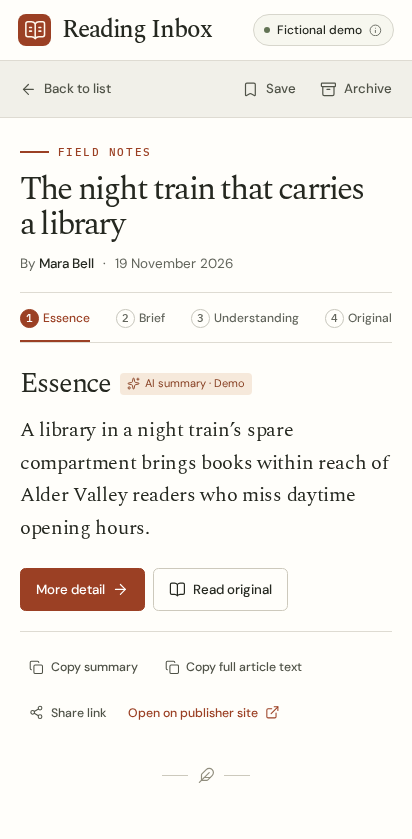 Reading Inbox
Fictional demo
Back to list
Save
Archive
FIELD NOTES
The night train that carries
a library
By Mara Bell · 19 November 2026
1 Essence
2 Brief
3 Understanding
4 Original
Essence
AI summary · Demo
A library in a night train’s spare
compartment brings books within reach of
Alder Valley readers who miss daytime
opening hours.
More detail
Read original
Copy summary
Copy full article text
Share link
Open on publisher site